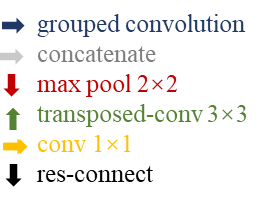 grouped convolution
concatenate
max pool 2×2
transposed-conv 3×3
conv 1×1
res-connect